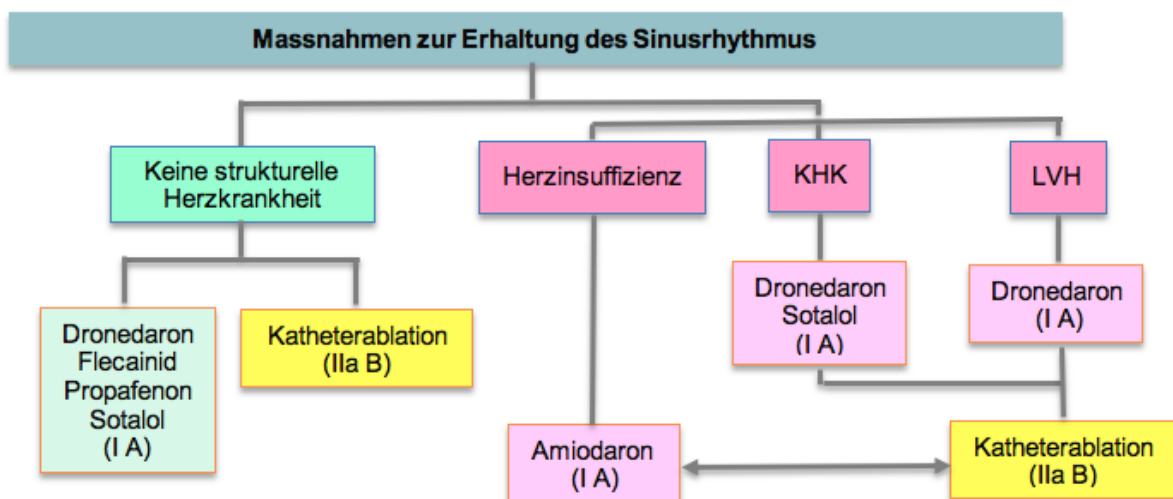 Massnahmen zur Erhaltung des Sinusrhythmus
Keine strukturelle
Herzkrankheit
Herzinsuffizienz
KHK
LVH
Dronedaron
Flecainid
Propafenon
Sotalol
(I A)
Katheterablation
(IIa B)
Dronedaron
Sotalol
(I A)
Dronedaron
(I A)
Amiodaron
(I A)
Katheterablation
(IIa B)